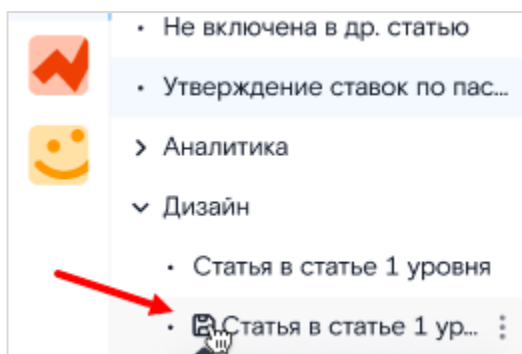 Не включена в др. статью
Утверждение ставок по пас...
Аналитика
Дизайн
Статья в статье 1 уровня
Статья в статье 1 ур...